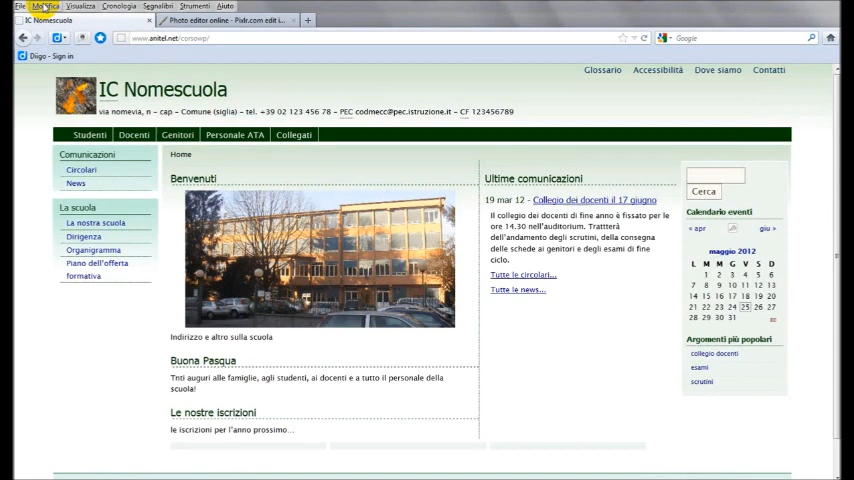 File Modifica Visualizza Cronologia Segnalibri Strumenti Aiuto
IC Nomescuola
Photo editor online - Pixlr.com edit i...
www.anitel.net/corsowp/
Google
Diigo - Sign in
Glossario Accessibilità Dove siamo Contatti
IC Nomescuola
via nomevia, n - cap - Comune (siglia) - tel. +39 02 123 456 78 - PEC codmecc@pec.istruzione.it - CF 123456789
Studenti Docenti Genitori Personale ATA Collegati
Comunicazioni
Circolari
News
La scuola
La nostra scuola
Dirigenza
Organigramma
Piano dell'offerta
formativa
Home
Benvenuti
Indirizzo e altro sulla scuola
Buona Pasqua
Tnti auguri alle famiglie, agli studenti, ai docenti e a tutto il personale della
scuola!
Le nostre iscrizioni
le iscrizioni per l'anno prossimo...
Ultime comunicazioni
19 mar 12 - Collegio dei docenti il 17 giugno
Il collegio dei docenti di fine anno è fissato per le
ore 14.30 nell'auditorium. Trattterà
dell'andamento degli scrutini, della consegna
delle schede ai genitori e degli esami di fine
ciclo.
Tutte le circolari...
Tutte le news...
Cerca
Calendario eventi
« apr giu »
maggio 2012
L M M G V S D
1 2 3 4 5 6
7 8 9 10 11 12 13
14 15 16 17 18 19 20
21 22 23 24 25 26 27
28 29 30 31
Argomenti più popolari
collegio docenti
esami
scrutini